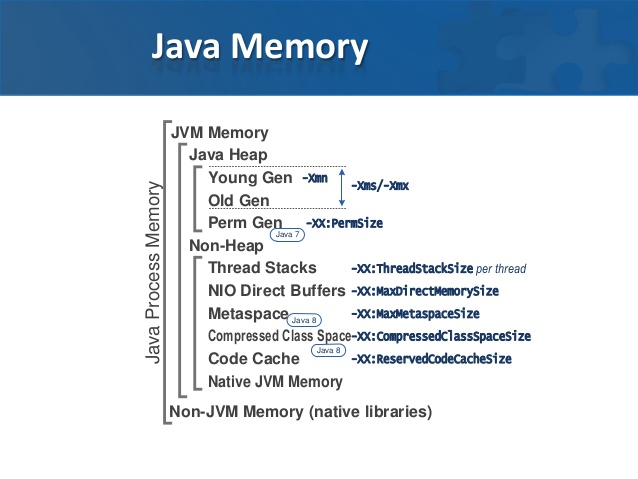 Java Memory
Java Process Memory
JVM Memory
Java Heap
Young Gen -Xmn
-Xms/-Xmx
Old Gen
Perm Gen -XX:PermSize
Java 7
Non-Heap
Thread Stacks -XX:ThreadStackSize per thread
NIO Direct Buffers -XX:MaxDirectMemorySize
Metaspace -XX:MaxMetaspaceSize
Java 8
Compressed Class Space -XX:CompressedClassSpaceSize
Java 8
Code Cache -XX:ReservedCodeCacheSize
Native JVM Memory
Non-JVM Memory (native libraries)